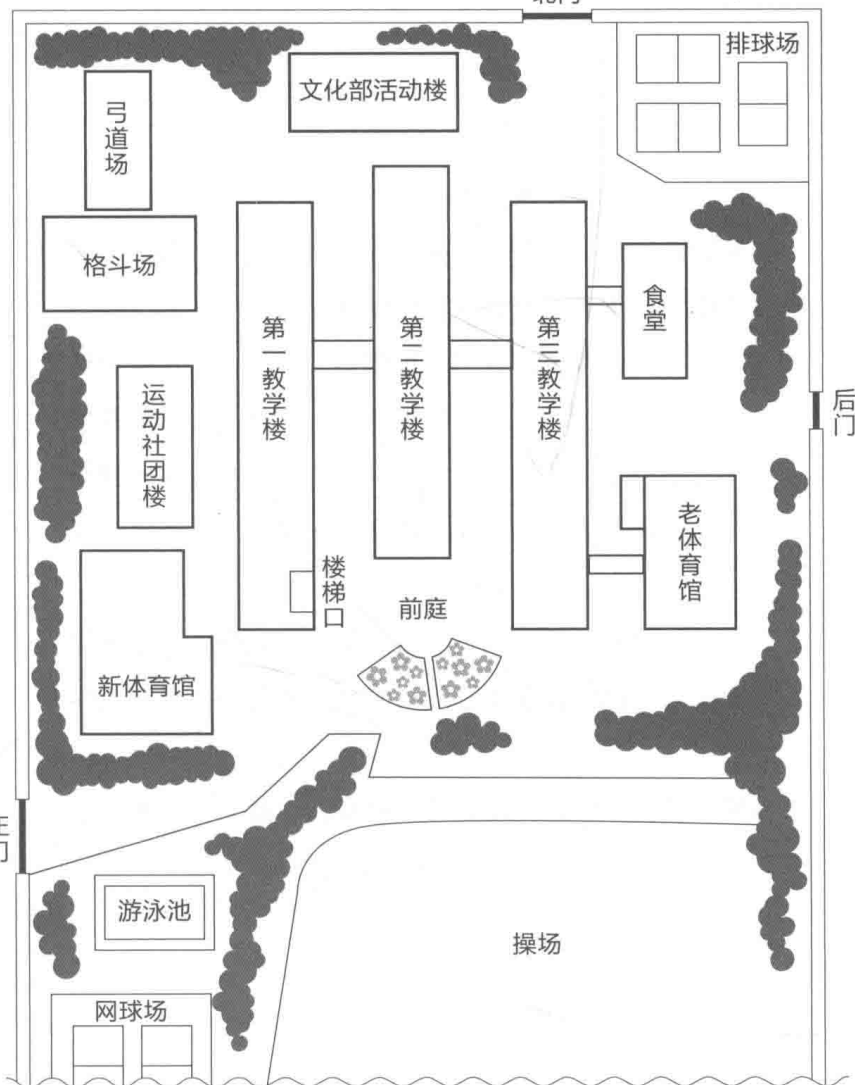 排球场
文化部活动楼
弓道场
格斗场
食堂
第一教学楼
第二教学楼
第三教学楼
运动社团楼
后门
老体育馆
楼梯口
前庭
新体育馆
游泳池
操场
网球场